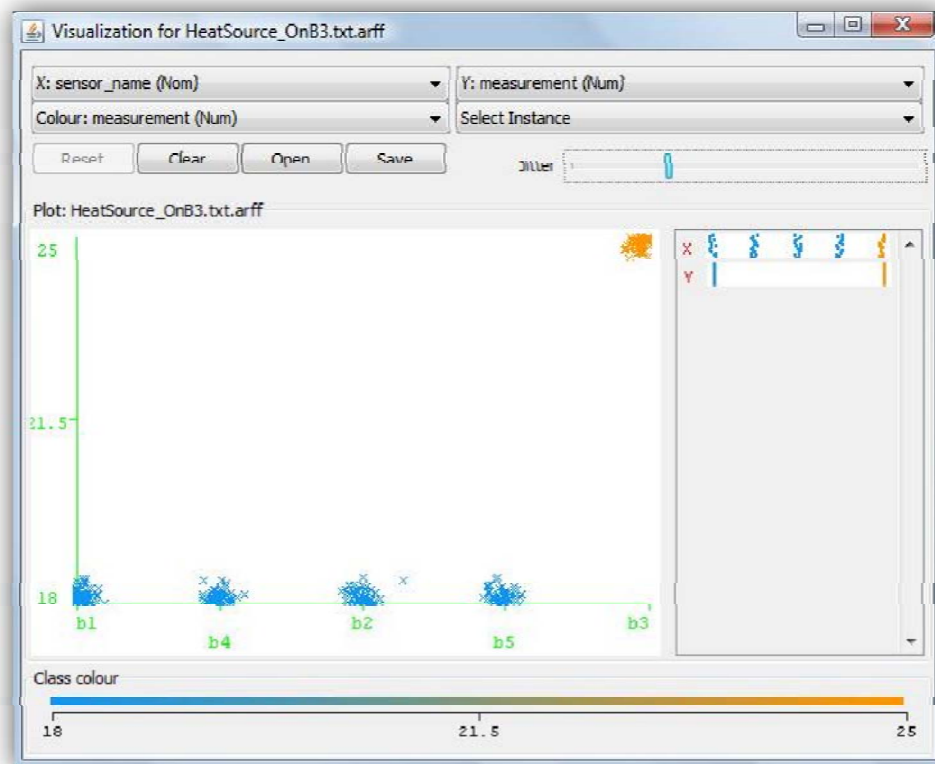 Visualization for HeatSource_OnB3.txt.arff
X: sensor_name (Nom)
Y: measurement (Num)
Colour: measurement (Num)
Select Instance
Reset Clear Open Save
Jitter
Plot: HeatSource_OnB3.txt.arff
25
21.5
18
b1
b4
b2
b5
b3
X
Y
Class colour
18 21.5 25